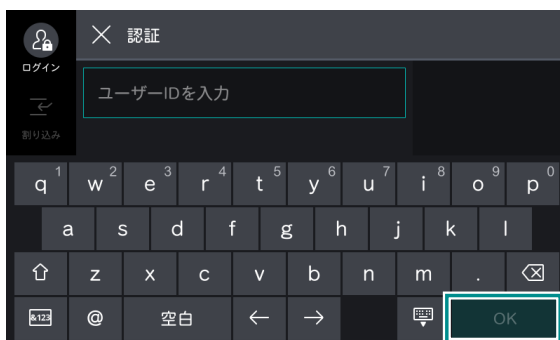 認証
ログイン
ユーザーIDを入力
割り込み
q 1 w 2 e 3 r 4 t 5 y 6 u 7 i 8 o 9 p 0
a s d f g h j k l
z x c v b n m .
&123 @ 空白 ← → OK